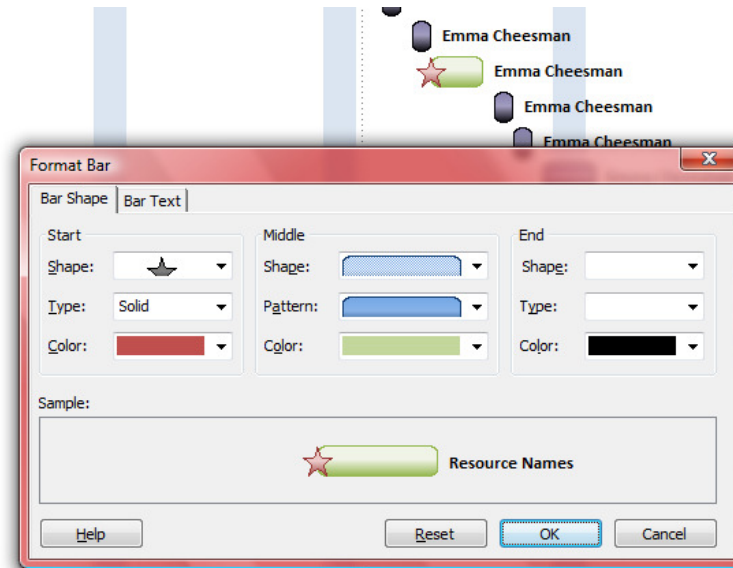 Emma Cheesman
Emma Cheesman
Emma Cheesman
Emma Cheesman
Format Bar
Bar Shape Bar Text
Start Middle End
Shape: Shape: Shape:
Type: Solid Pattern: Type:
Color: Color: Color:
Sample:
Resource Names
Help Reset OK Cancel